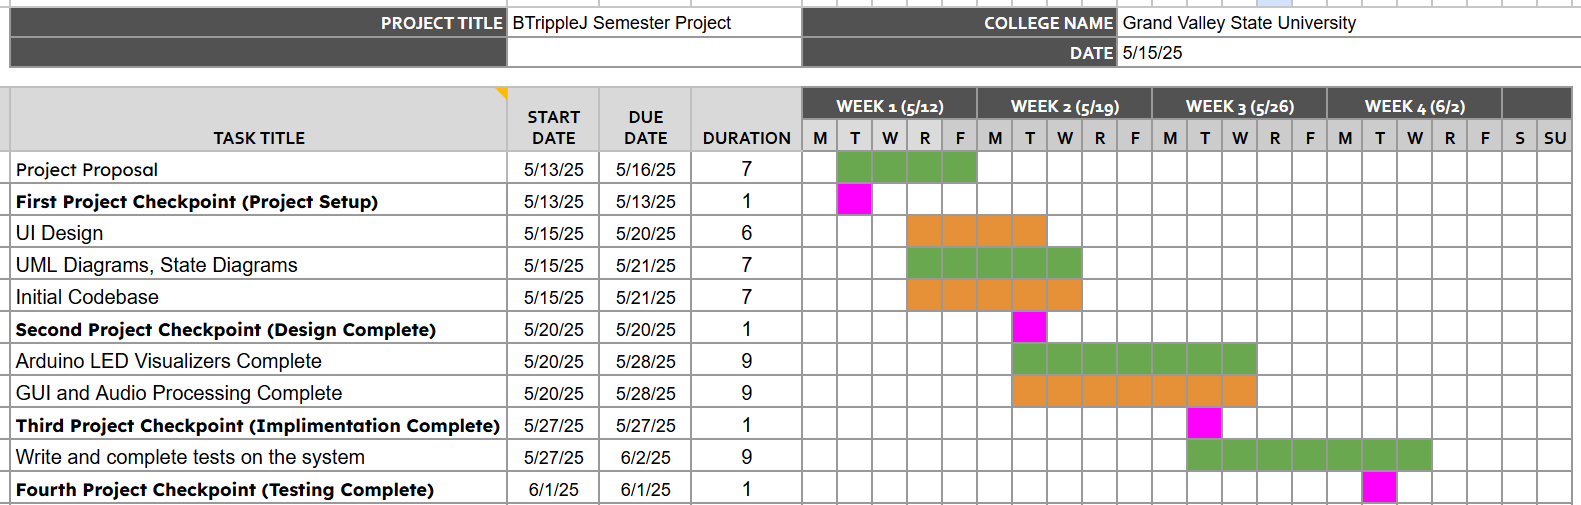 PROJECT TITLE BTrippleJ Semester Project COLLEGE NAME Grand Valley State University
DATE 5/15/25
TASK TITLE START DATE DUE DATE DURATION WEEK 1 (5/12) WEEK 2 (5/19) WEEK 3 (5/26) WEEK 4 (6/2)
M T W R F M T W R F M T W R F M T W R F S SU
Project Proposal 5/13/25 5/16/25 7
First Project Checkpoint (Project Setup) 5/13/25 5/13/25 1
UI Design 5/15/25 5/20/25 6
UML Diagrams, State Diagrams 5/15/25 5/21/25 7
Initial Codebase 5/15/25 5/21/25 7
Second Project Checkpoint (Design Complete) 5/20/25 5/20/25 1
Arduino LED Visualizers Complete 5/20/25 5/28/25 9
GUI and Audio Processing Complete 5/20/25 5/28/25 9
Third Project Checkpoint (Implimentation Complete) 5/27/25 5/27/25 1
Write and complete tests on the system 5/27/25 6/2/25 9
Fourth Project Checkpoint (Testing Complete) 6/1/25 6/1/25 1